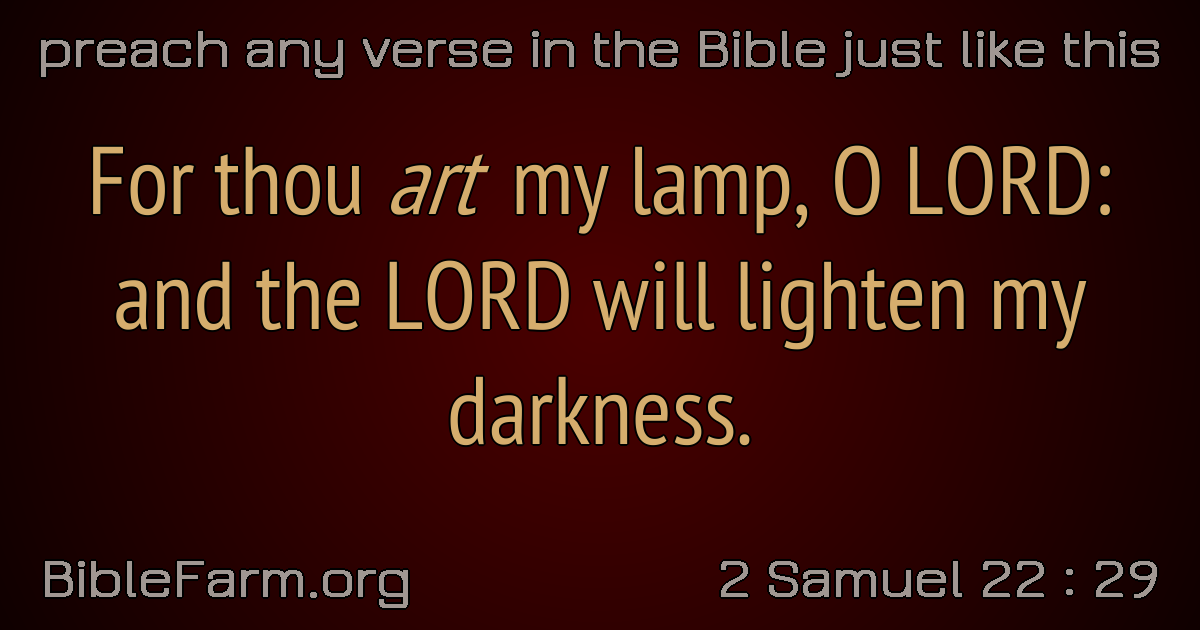 preach any verse in the Bible just like this
For thou art my lamp, O LORD:
and the LORD will lighten my
darkness.
BibleFarm.org
2 Samuel 22 : 29